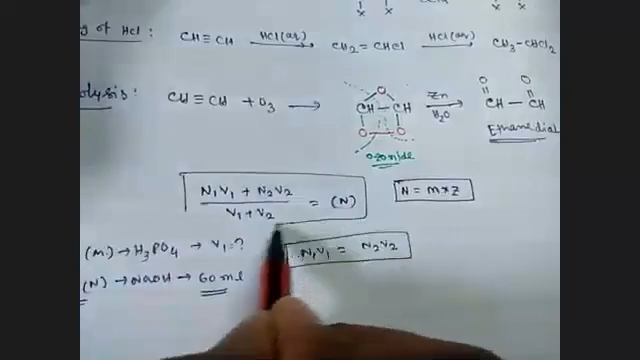 x x
g of HCl : CH≡CH HCl(aq) → CH2 = CHCl HCl(aq) → CH3-CHCl2
olysis: CH≡CH + O3 → O CH - CH O - O Zn H2O → O O CH - CH
ozonide
Ethanedial
N1V1 + N2V2 / V1 + V2 = (N)
N = m×z
(M) → H3PO4 → V1 = ?
N1V1 = N2V2
(N) → NaOH → 60 ml